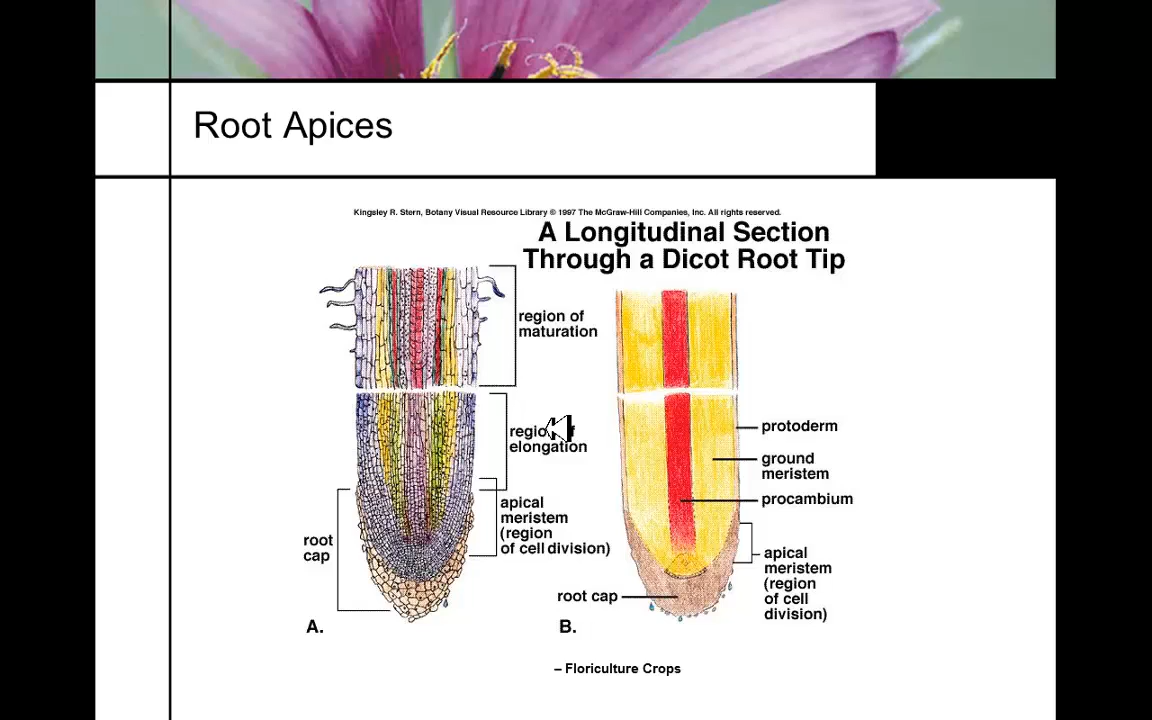 Root Apices
Kingsley R. Stern, Botany Visual Resource Library © 1997 The McGraw-Hill Companies, Inc. All rights reserved.
A Longitudinal Section
Through a Dicot Root Tip
region of
maturation
elongation
apical
meristem
(region
of cell division)
root
cap
A.
protoderm
ground
meristem
procambium
apical
meristem
(region
of cell
division)
root cap
B.
– Floriculture Crops